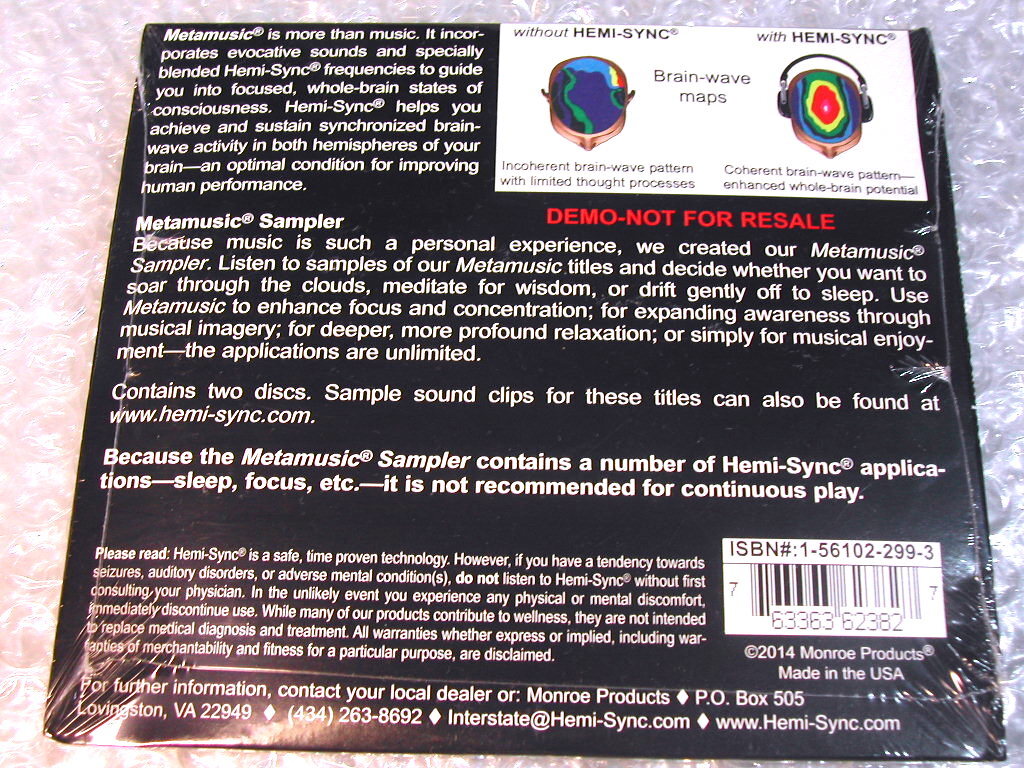 Metamusic® is more than music. It incor-
porates evocative sounds and specially
blended Hemi-Sync® frequencies to guide
you into focused, whole-brain states of
consciousness. Hemi-Sync® helps you
achieve and sustain synchronized brain-
wave activity in both hemispheres of your
brain—an optimal condition for improving
human performance.
without HEMI-SYNC®
with HEMI-SYNC®
Brain-wave
maps
Incoherent brain-wave pattern
with limited thought processes
Coherent brain-wave pattern—
enhanced whole-brain potential
DEMO-NOT FOR RESALE
Metamusic® Sampler
Because music is such a personal experience, we created our Metamusic®
Sampler. Listen to samples of our Metamusic titles and decide whether you want to
soar through the clouds, meditate for wisdom, or drift gently off to sleep. Use
Metamusic to enhance focus and concentration; for expanding awareness through
musical imagery; for deeper, more profound relaxation; or simply for musical enjoy-
ment—the applications are unlimited.
Contains two discs. Sample sound clips for these titles can also be found at
www.hemi-sync.com.
Because the Metamusic® Sampler contains a number of Hemi-Sync® applica-
tions—sleep, focus, etc.—it is not recommended for continuous play.
Please read: Hemi-Sync® is a safe, time proven technology. However, if you have a tendency towards
seizures, auditory disorders, or adverse mental condition(s), do not listen to Hemi-Sync® without first
consulting your physician. In the unlikely event you experience any physical or mental discomfort,
immediately discontinue use. While many of our products contribute to wellness, they are not intended
to replace medical diagnosis and treatment. All warranties whether express or implied, including war-
ranties of merchantability and fitness for a particular purpose, are disclaimed.
ISBN#:1-56102-299-3
7 63363 62382 7
©2014 Monroe Products®
Made in the USA
For further information, contact your local dealer or: Monroe Products ♦ P.O. Box 505
Lovingston, VA 22949 ♦ (434) 263-8692 ♦ Interstate@Hemi-Sync.com ♦ www.Hemi-Sync.com